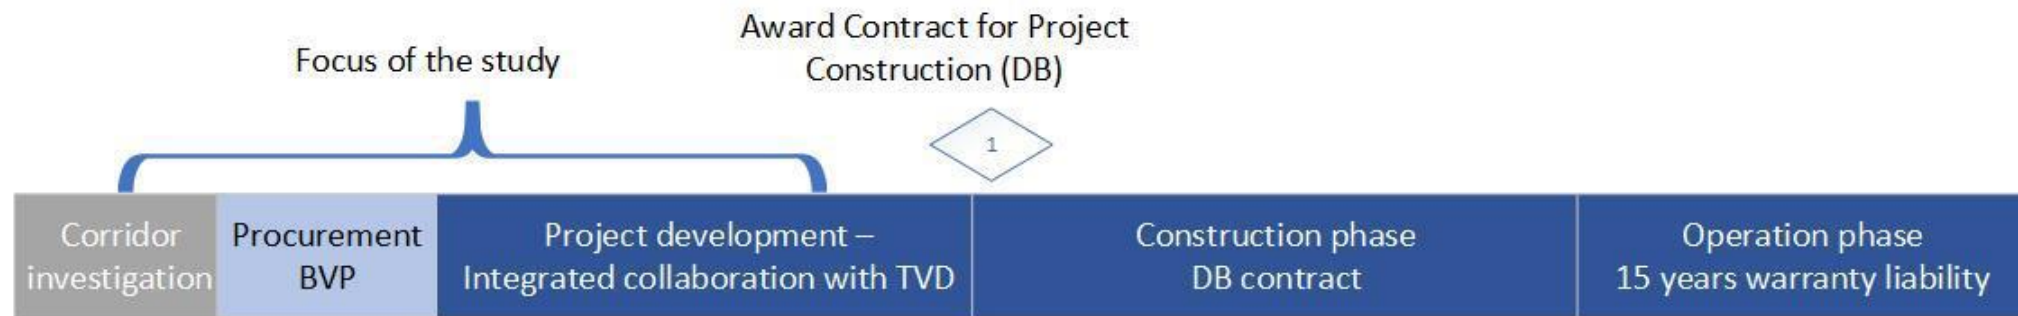 Award Contract for Project
Construction (DB)
Focus of the study
1
Corridor
investigation
Procurement
BVP
Project development –
Integrated collaboration with TVD
Construction phase
DB contract
Operation phase
15 years warranty liability